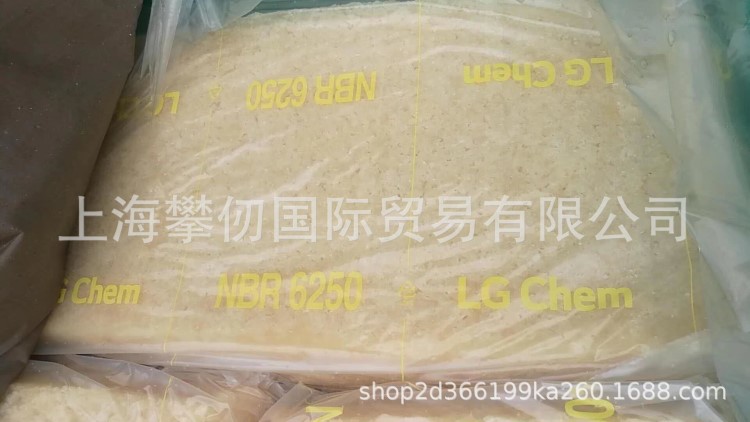 LG Chem NBR 6250 LG
上海攀仞国际贸易有限公司
G Chem NBR 6250 LG Chem
shop2d366199ka260.1688.com